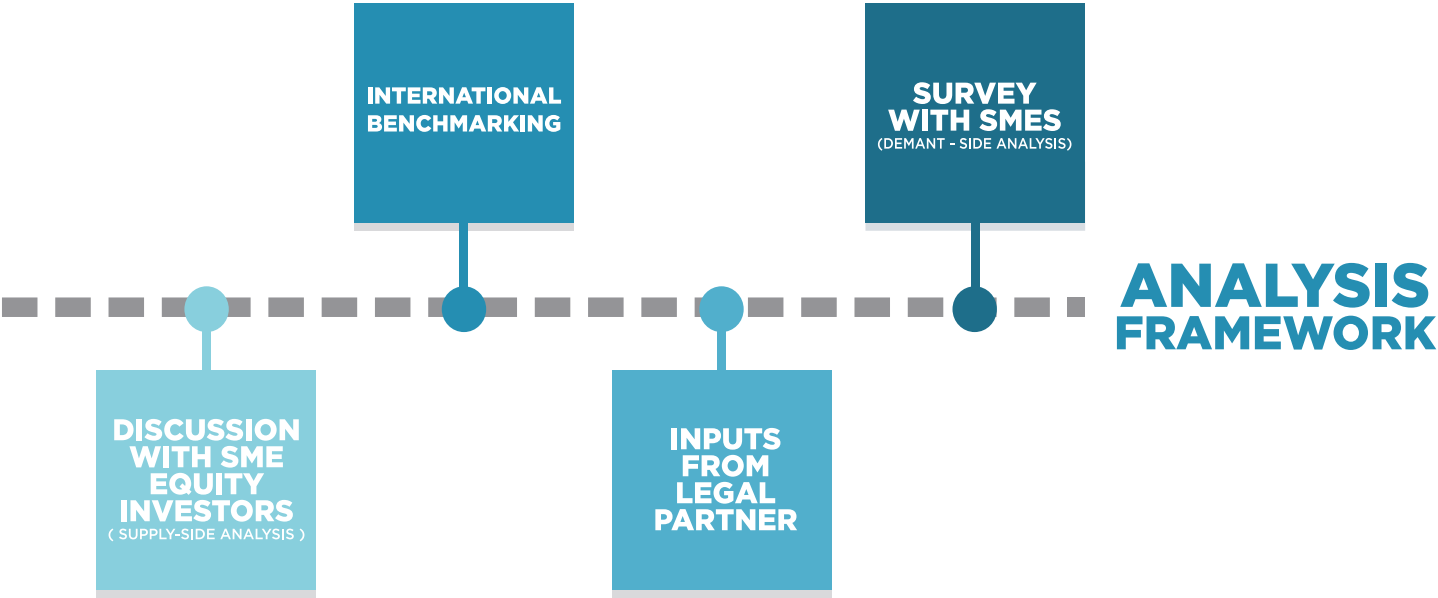 INTERNATIONAL
BENCHMARKING
SURVEY
WITH SMES
(DEMANT - SIDE ANALYSIS)
ANALYSIS
FRAMEWORK
DISCUSSION
WITH SME
EQUITY
INVESTORS
( SUPPLY-SIDE ANALYSIS )
INPUTS
FROM
LEGAL
PARTNER